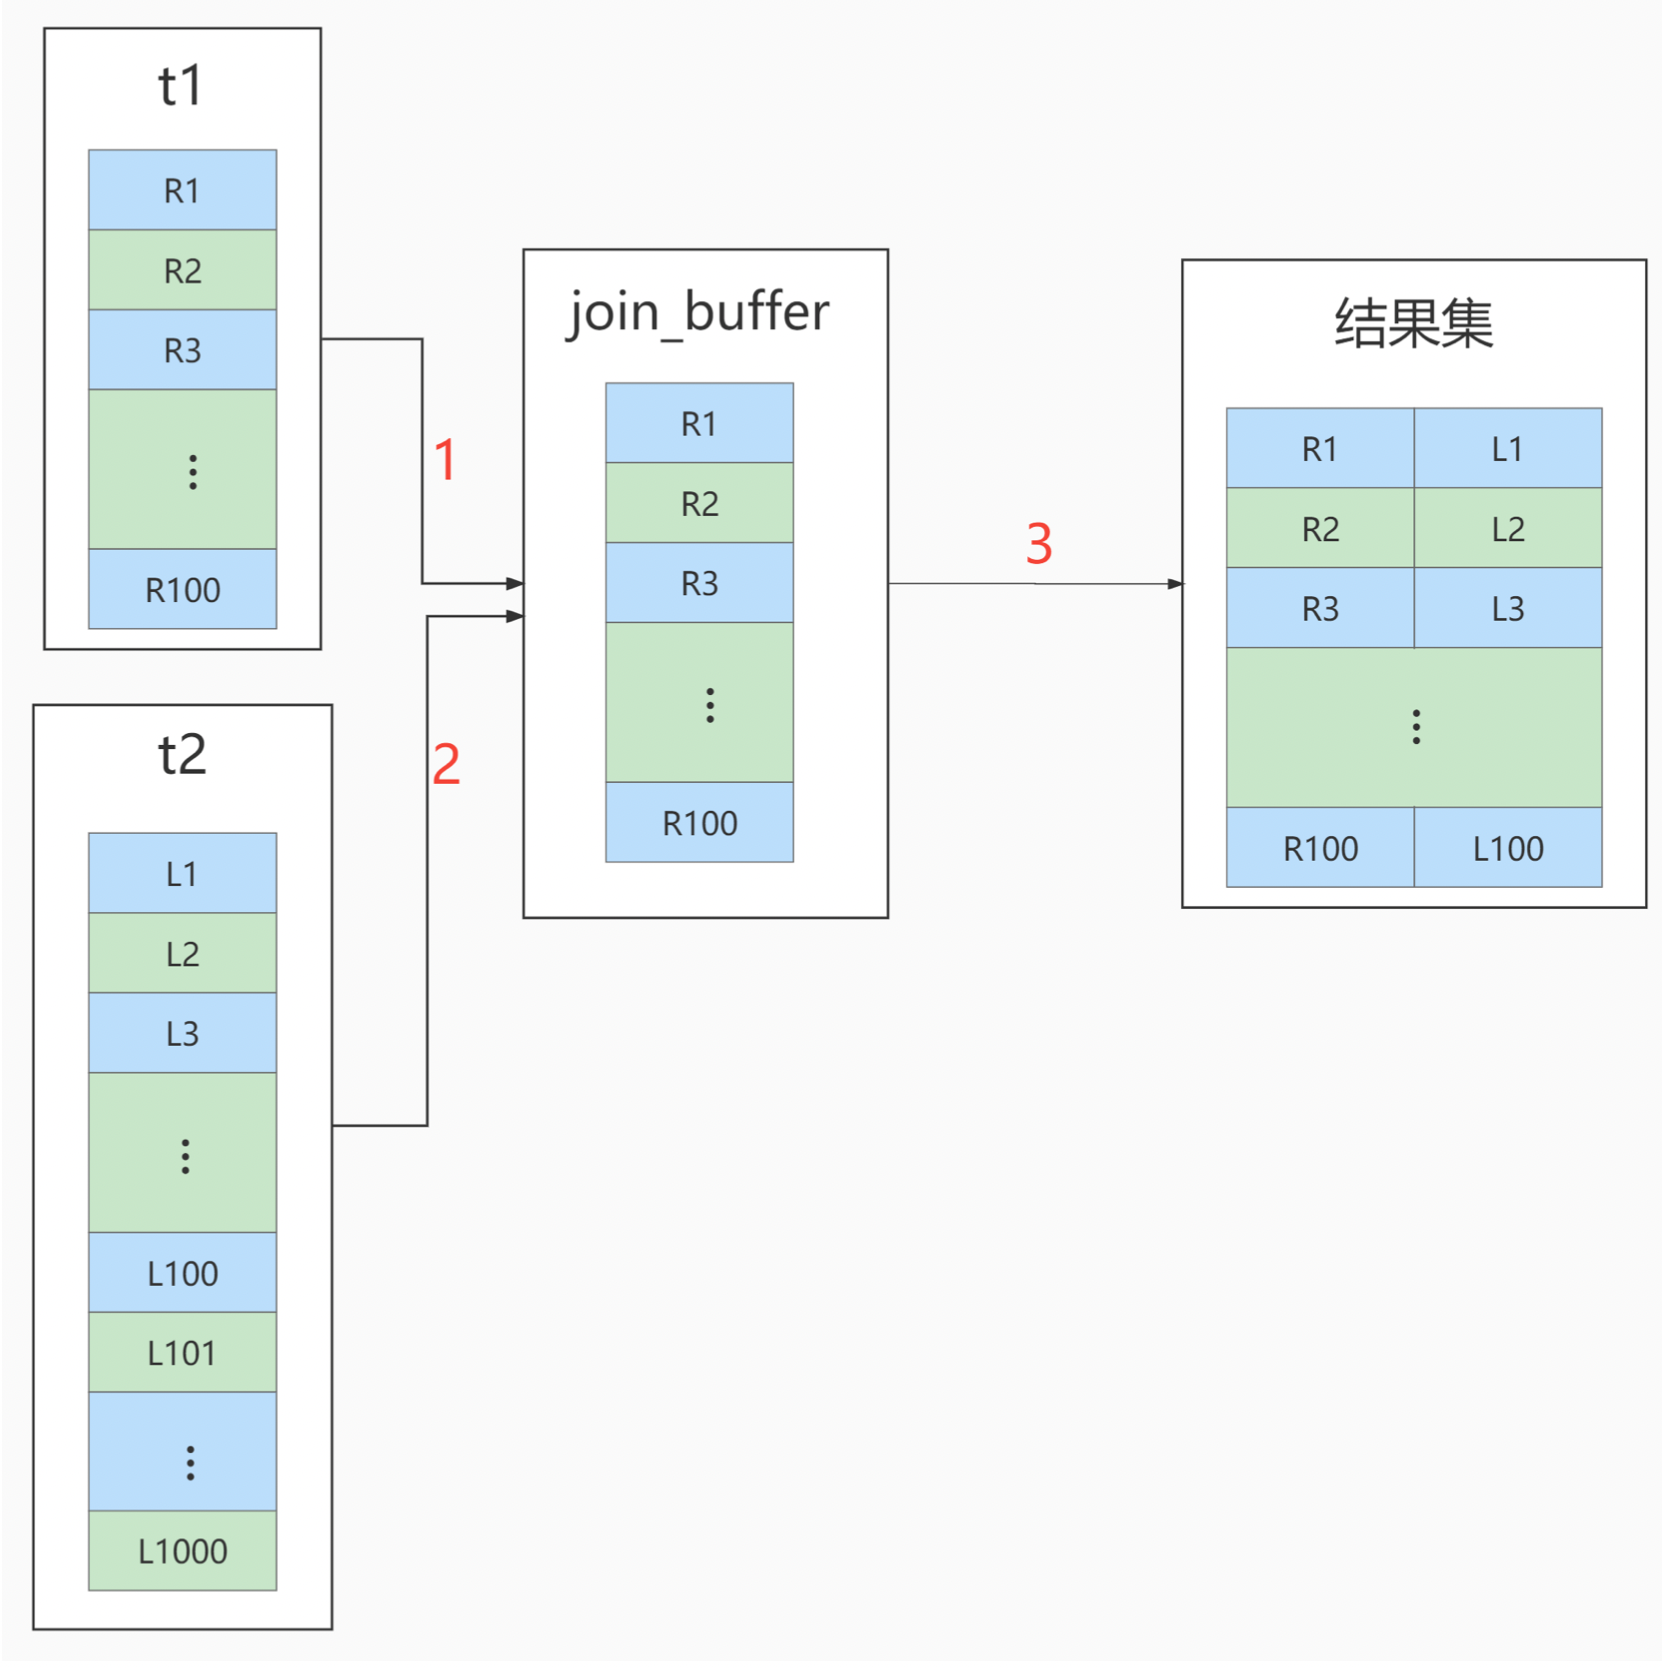 t1
R1
R2
R3
⋮
R100
t2
L1
L2
L3
⋮
L100
L101
⋮
L1000
1
2
join_buffer
R1
R2
R3
⋮
R100
3
结果集
R1 L1
R2 L2
R3 L3
⋮
R100 L100